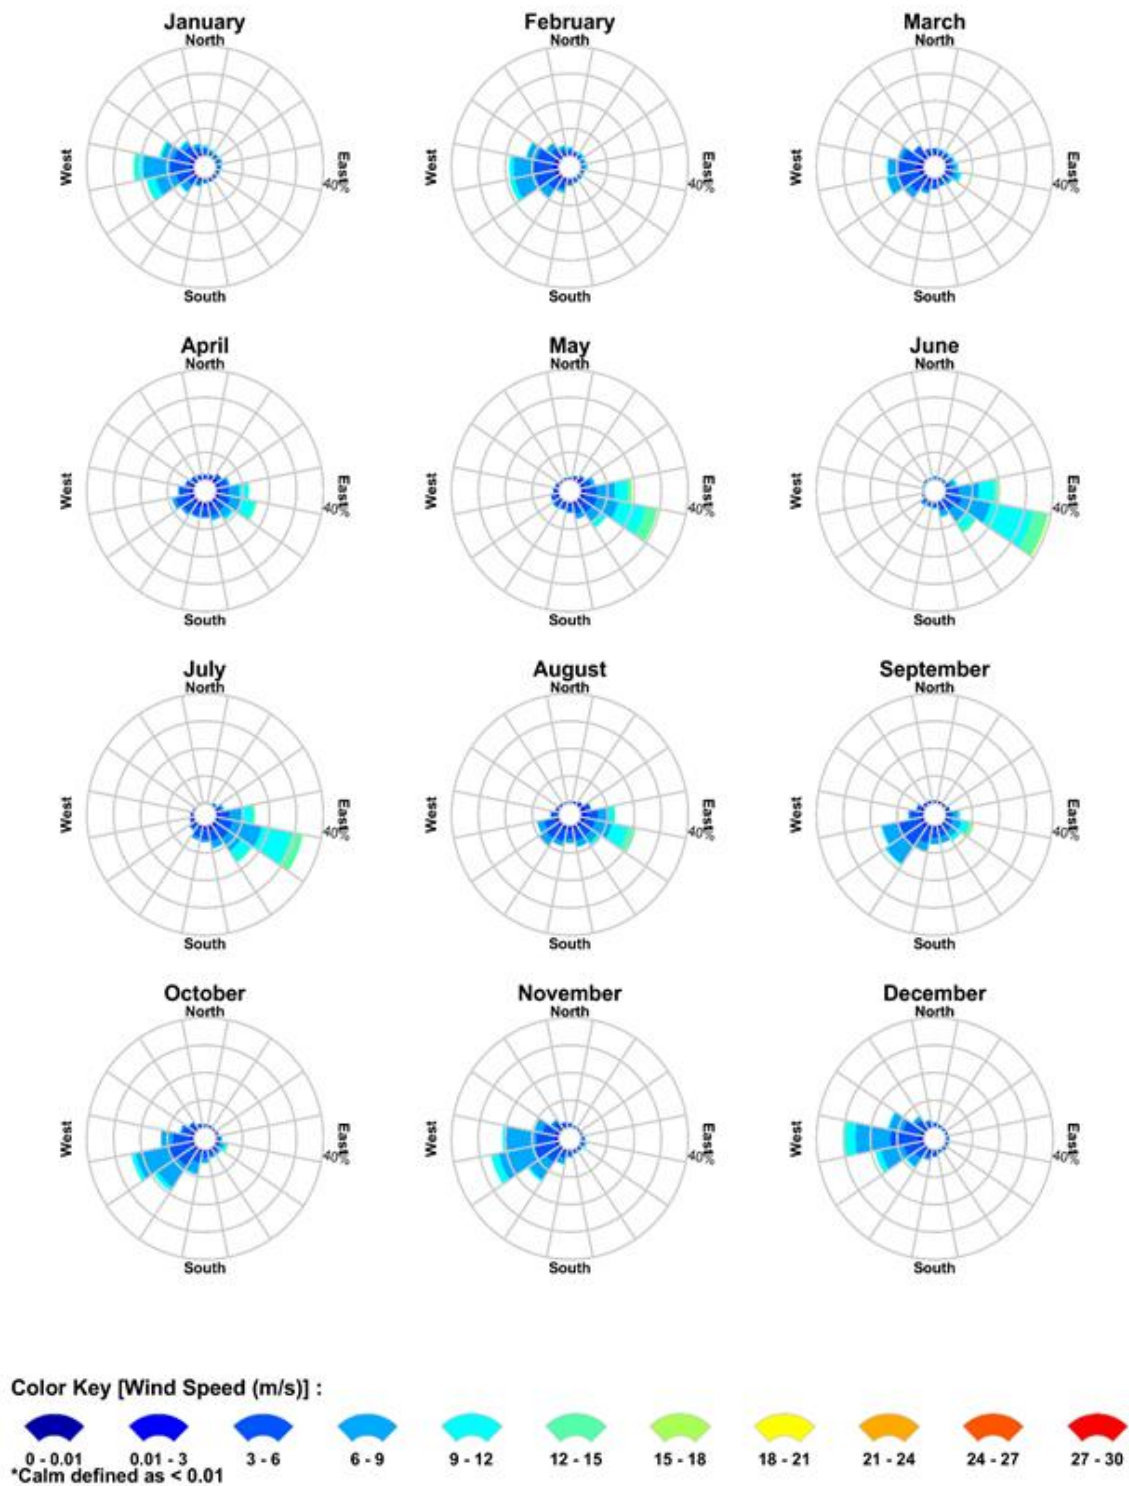 January February March
North North North
West East West East West East
40% 40% 40%
South South South
April May June
North North North
West East West East West East
40% 40% 40%
South South South
July August September
North North North
West East West East West East
40% 40% 40%
South South South
October November December
North North North
West East West East West East
40% 40% 40%
South South South
Color Key [Wind Speed (m/s)] :
0 - 0.01 0.01 - 3 3 - 6 6 - 9 9 - 12 12 - 15 15 - 18 18 - 21 21 - 24 24 - 27 27 - 30
*Calm defined as < 0.01